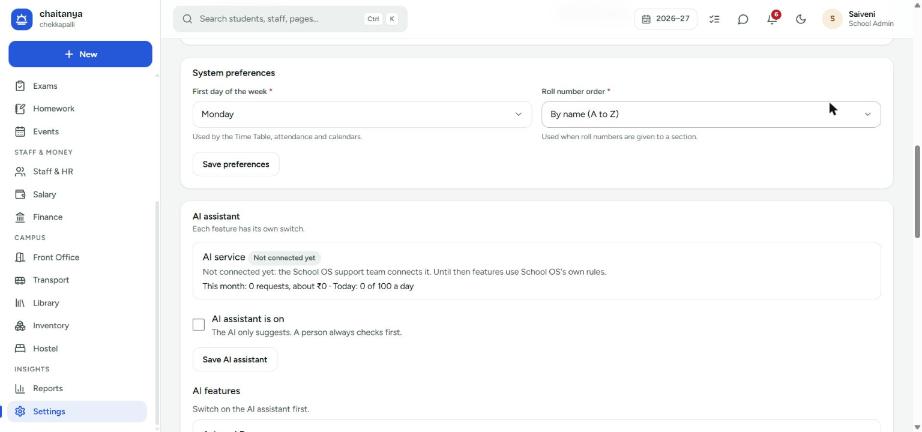 chaitanya
chekkapalli
Search students, staff, pages...
Ctrl
K
2026–27
6
S
Saiveni
School Admin
+ New
Exams
Homework
Events
STAFF & MONEY
Staff & HR
Salary
Finance
CAMPUS
Front Office
Transport
Library
Inventory
Hostel
INSIGHTS
Reports
Settings
System preferences
First day of the week *
Roll number order *
Monday
By name (A to Z)
Used by the Time Table, attendance and calendars.
Used when roll numbers are given to a section.
Save preferences
AI assistant
Each feature has its own switch.
AI service
Not connected yet
Not connected yet: the School OS support team connects it. Until then features use School OS's own rules.
This month: 0 requests, about ₹0 · Today: 0 of 100 a day
AI assistant is on
The AI only suggests. A person always checks first.
Save AI assistant
AI features
Switch on the AI assistant first.